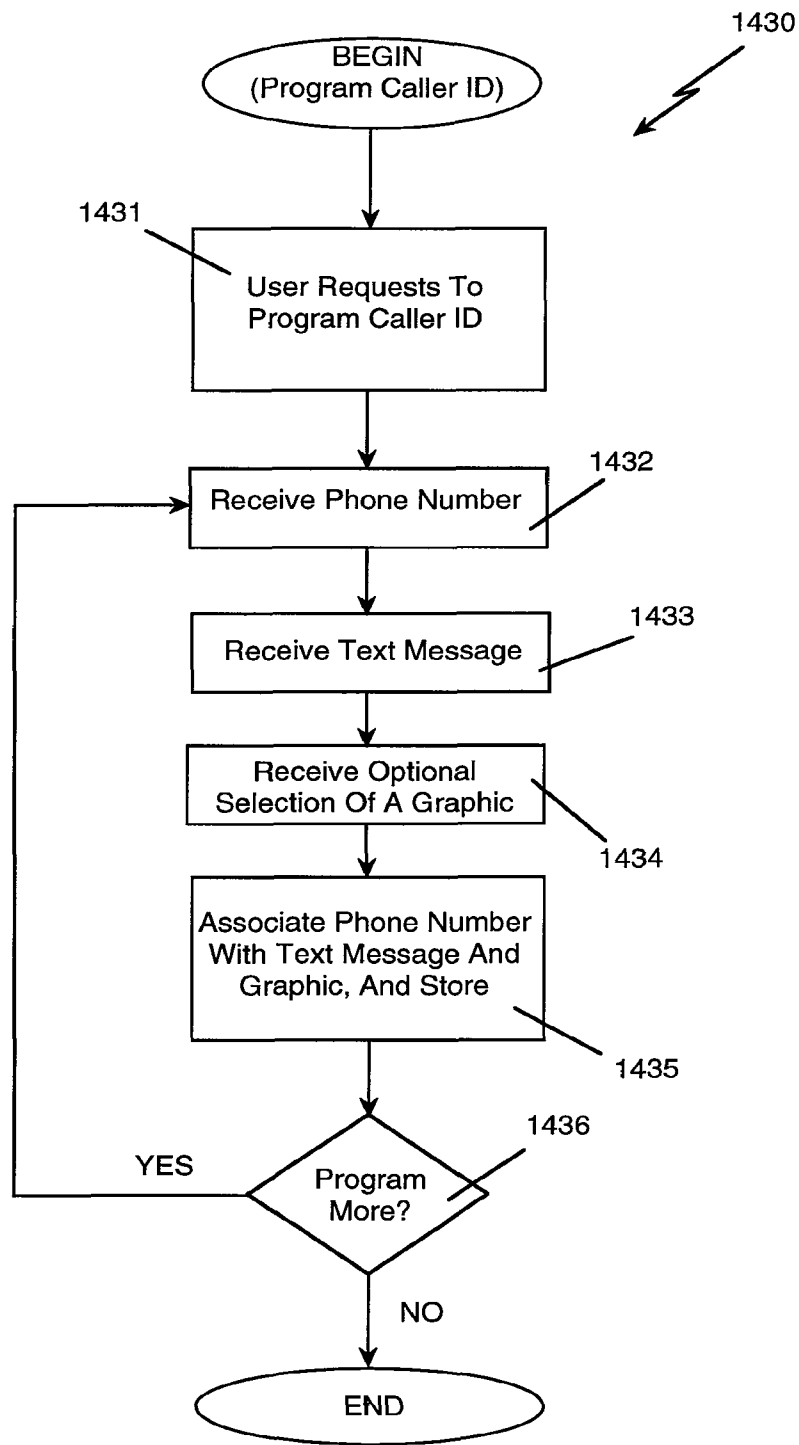 1430
BEGIN
(Program Caller ID)
1431
User Requests To
Program Caller ID
1432
Receive Phone Number
1433
Receive Text Message
Receive Optional
Selection Of A Graphic
1434
Associate Phone Number
With Text Message And
Graphic, And Store
1435
1436
YES
Program
More?
NO
END